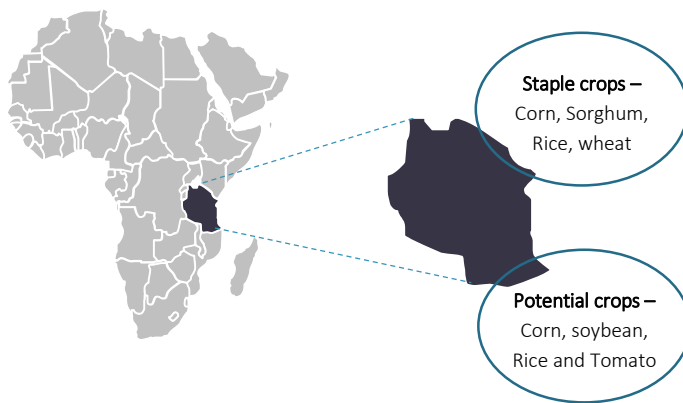 Staple crops –
Corn, Sorghum,
Rice, wheat
Potential crops –
Corn, soybean,
Rice and Tomato